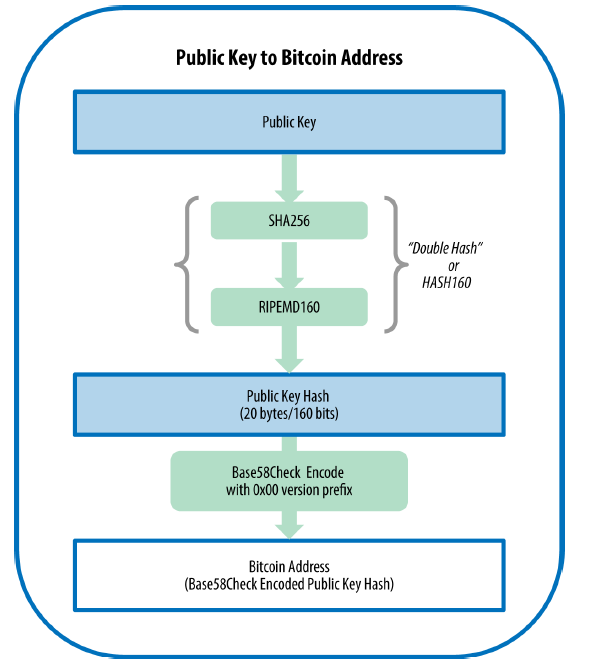 Public Key to Bitcoin Address
Public Key
SHA256
"Double Hash"
or
HASH160
RIPEMD160
Public Key Hash
(20 bytes/160 bits)
Base58Check Encode
with 0x00 version prefix
Bitcoin Address
(Base58Check Encoded Public Key Hash)